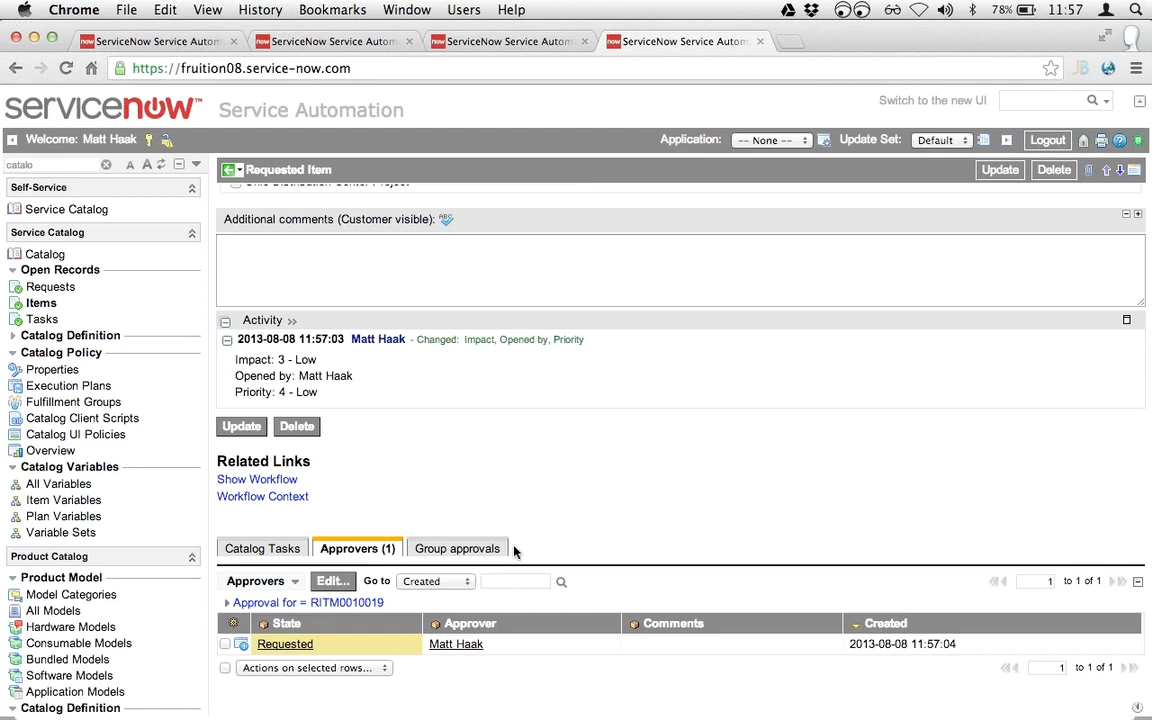 Chrome File Edit View History Bookmarks Window Users Help 78% 11:57
ServiceNow Service Autom ServiceNow Service Autom ServiceNow Service Autom ServiceNow Service Autom
https://fruition08.service-now.com
servicenow™ Service Automation Switch to the new UI
Welcome: Matt Haak Application: -- None -- Update Set: Default Logout
catalo A A
Requested Item Update Delete
Self-Service
Additional comments (Customer visible): ABC
Service Catalog
Service Catalog
Catalog
Open Records
Requests
Items
Tasks
Activity
Catalog Definition
2013-08-08 11:57:03 Matt Haak - Changed: Impact, Opened by, Priority
Catalog Policy
Impact: 3 - Low
Properties
Opened by: Matt Haak
Execution Plans
Priority: 4 - Low
Fulfillment Groups
Catalog Client Scripts
Update Delete
Catalog UI Policies
Overview
Related Links
Catalog Variables
Show Workflow
All Variables
Workflow Context
Item Variables
Plan Variables
Variable Sets
Catalog Tasks Approvers (1) Group approvals
Product Catalog
Product Model
Approvers Edit... Go to Created 1 to 1 of 1
Model Categories
Approval for = RITM0010019
All Models
State Approver Comments Created
Hardware Models
Consumable Models
Requested Matt Haak 2013-08-08 11:57:04
Bundled Models
Actions on selected rows... 1 to 1 of 1
Software Models
Application Models
Catalog Definition